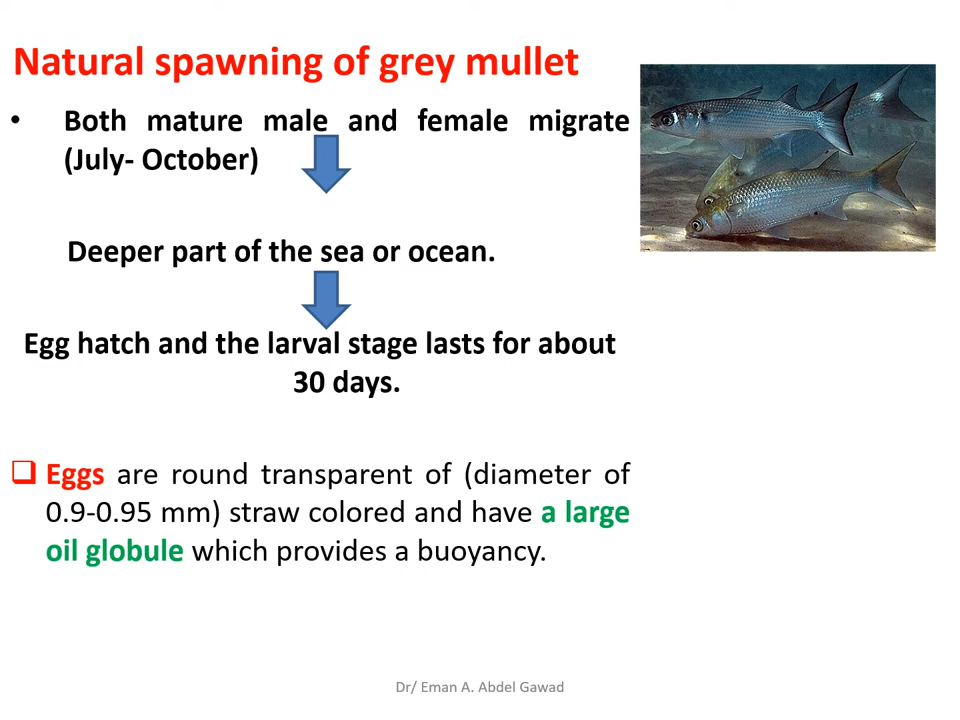 Natural spawning of grey mullet
• Both mature male and female migrate
(July- October)
Deeper part of the sea or ocean.
Egg hatch and the larval stage lasts for about
30 days.
❑ Eggs are round transparent of (diameter of
0.9-0.95 mm) straw colored and have a large
oil globule which provides a buoyancy.
Dr/ Eman A. Abdel Gawad